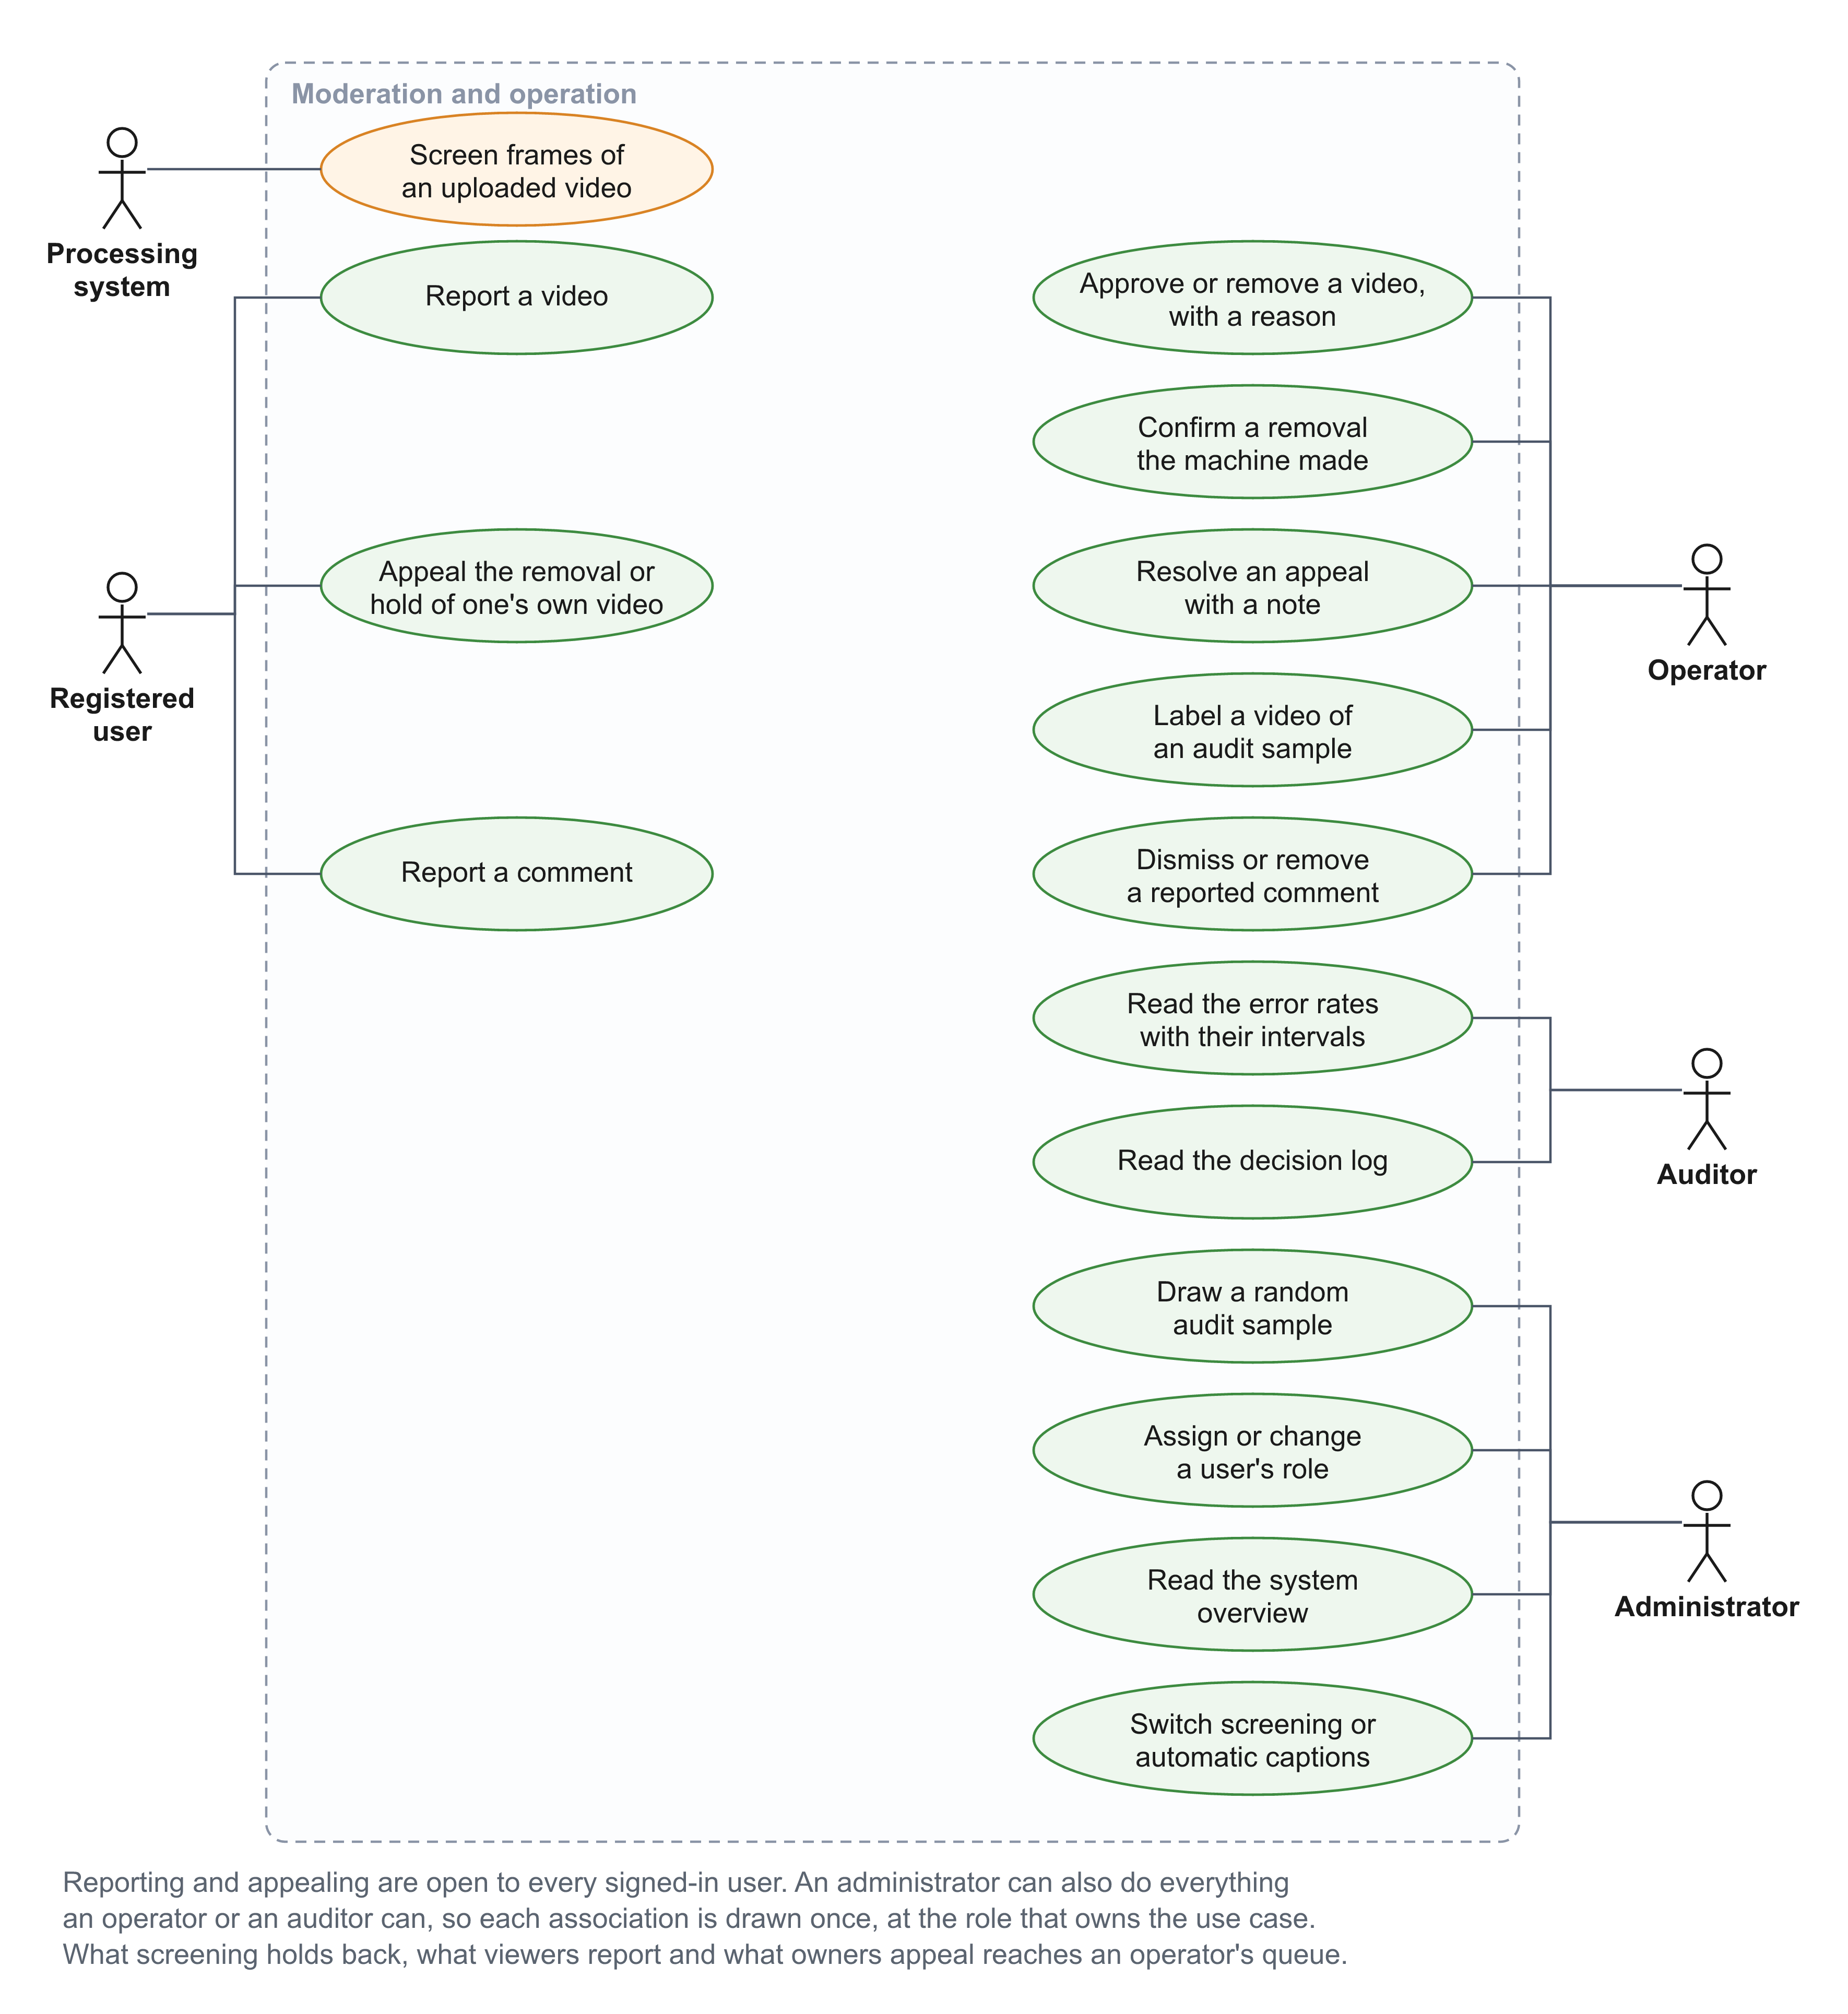 Moderation and operation
Screen frames of
an uploaded video
Processing
system
Report a video
Approve or remove a video,
with a reason
Confirm a removal
the machine made
Appeal the removal or
hold of one's own video
Resolve an appeal
with a note
Registered
user
Operator
Label a video of
an audit sample
Report a comment
Dismiss or remove
a reported comment
Read the error rates
with their intervals
Read the decision log
Auditor
Draw a random
audit sample
Assign or change
a user's role
Read the system
overview
Administrator
Switch screening or
automatic captions
Reporting and appealing are open to every signed-in user. An administrator can also do everything
an operator or an auditor can, so each association is drawn once, at the role that owns the use case.
What screening holds back, what viewers report and what owners appeal reaches an operator's queue.